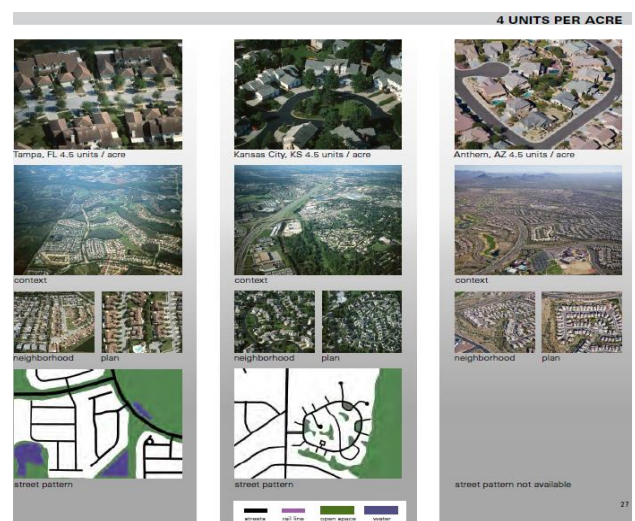 4 UNITS PER ACRE
Tampa, FL 4.5 units / acre
context
neighborhood plan
street pattern
Kansas City, KS 4.5 units / acre
context
neighborhood plan
street pattern
streets rail line open space water
Anthem, AZ 4.5 units / acre
context
neighborhood plan
street pattern not available
27